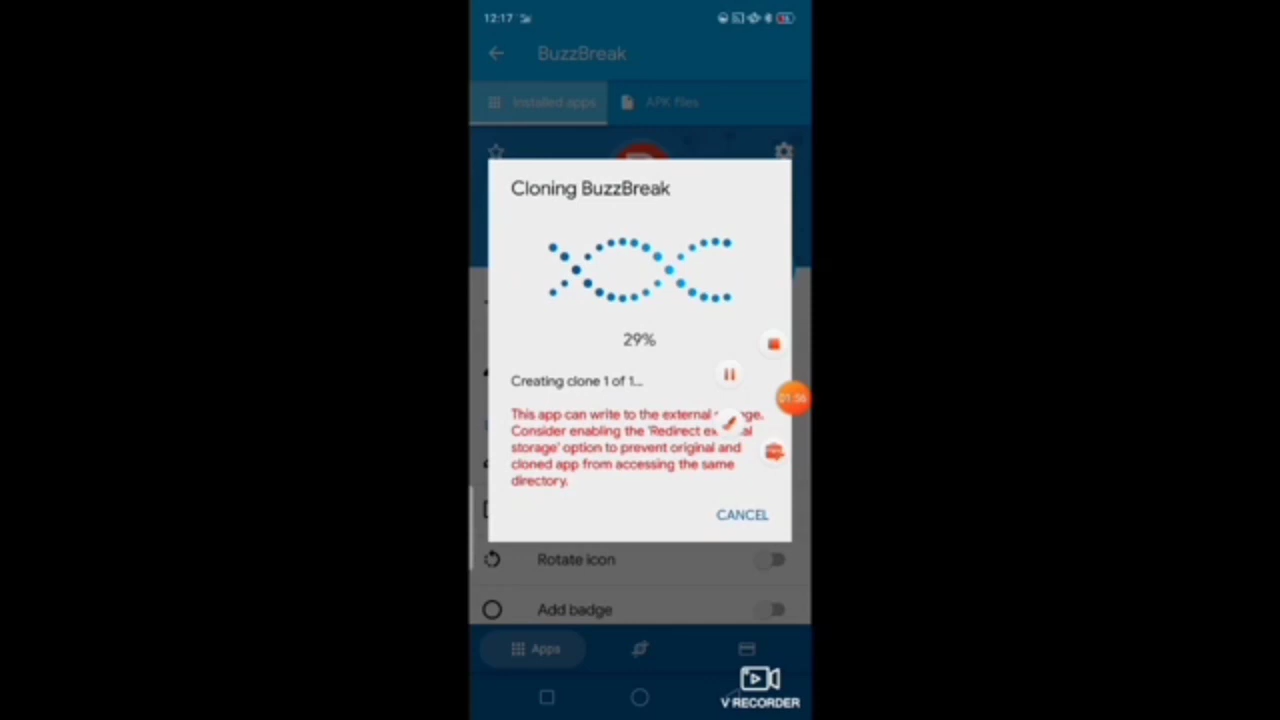 12:17
BuzzBreak
Installed apps
APK files
Cloning BuzzBreak
29%
Creating clone 1 of 1...
This app can write to the external
Consider enabling the 'Redirect
storage' option to prevent original and
cloned app from accessing the same
directory.
01:56
CANCEL
Rotate icon
Add badge
Apps
V RECORDER